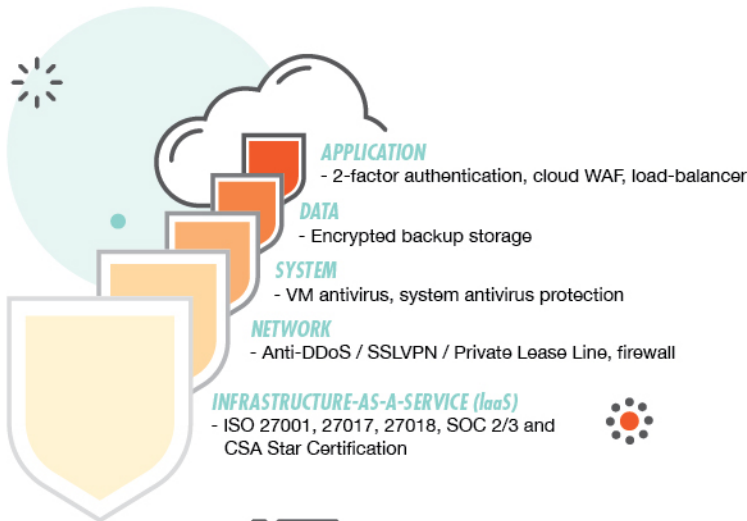 APPLICATION
- 2-factor authentication, cloud WAF, load-balancer
DATA
- Encrypted backup storage
SYSTEM
- VM antivirus, system antivirus protection
NETWORK
- Anti-DDoS / SSLVPN / Private Lease Line, firewall
INFRASTRUCTURE-AS-A-SERVICE (IaaS)
- ISO 27001, 27017, 27018, SOC 2/3 and
CSA Star Certification